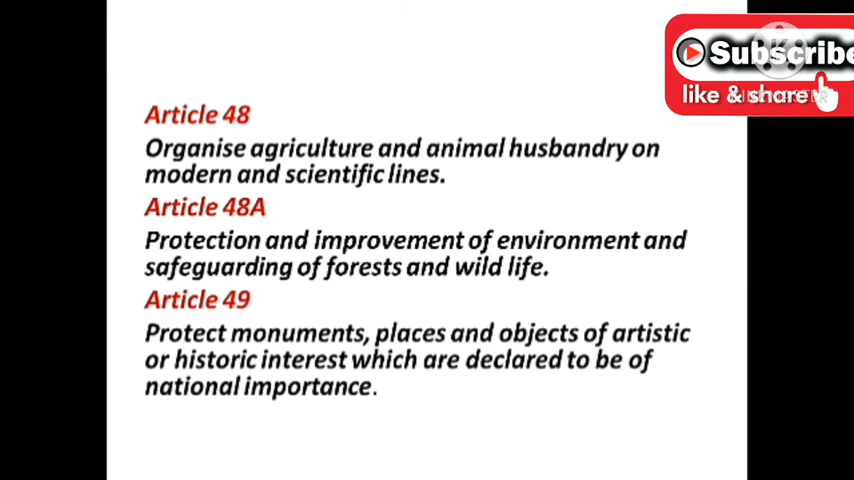 Subscribe
like & share
Article 48
Organise agriculture and animal husbandry on
modern and scientific lines.
Article 48A
Protection and improvement of environment and
safeguarding of forests and wild life.
Article 49
Protect monuments, places and objects of artistic
or historic interest which are declared to be of
national importance.